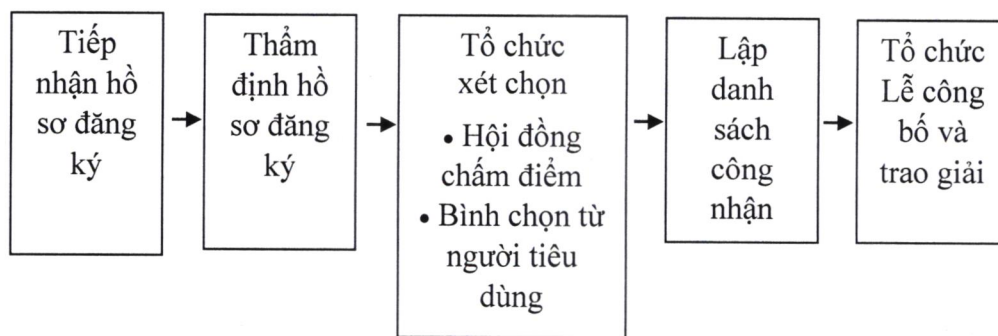 Tiếp
nhận hồ
sơ đăng
ký
Thẩm
định hồ
sơ đăng
ký
Tổ chức
xét chọn
• Hội đồng
chấm điểm
• Bình chọn từ
người tiêu
dùng
Lập
danh
sách
công
nhận
Tổ chức
Lễ công
bố và
trao giải